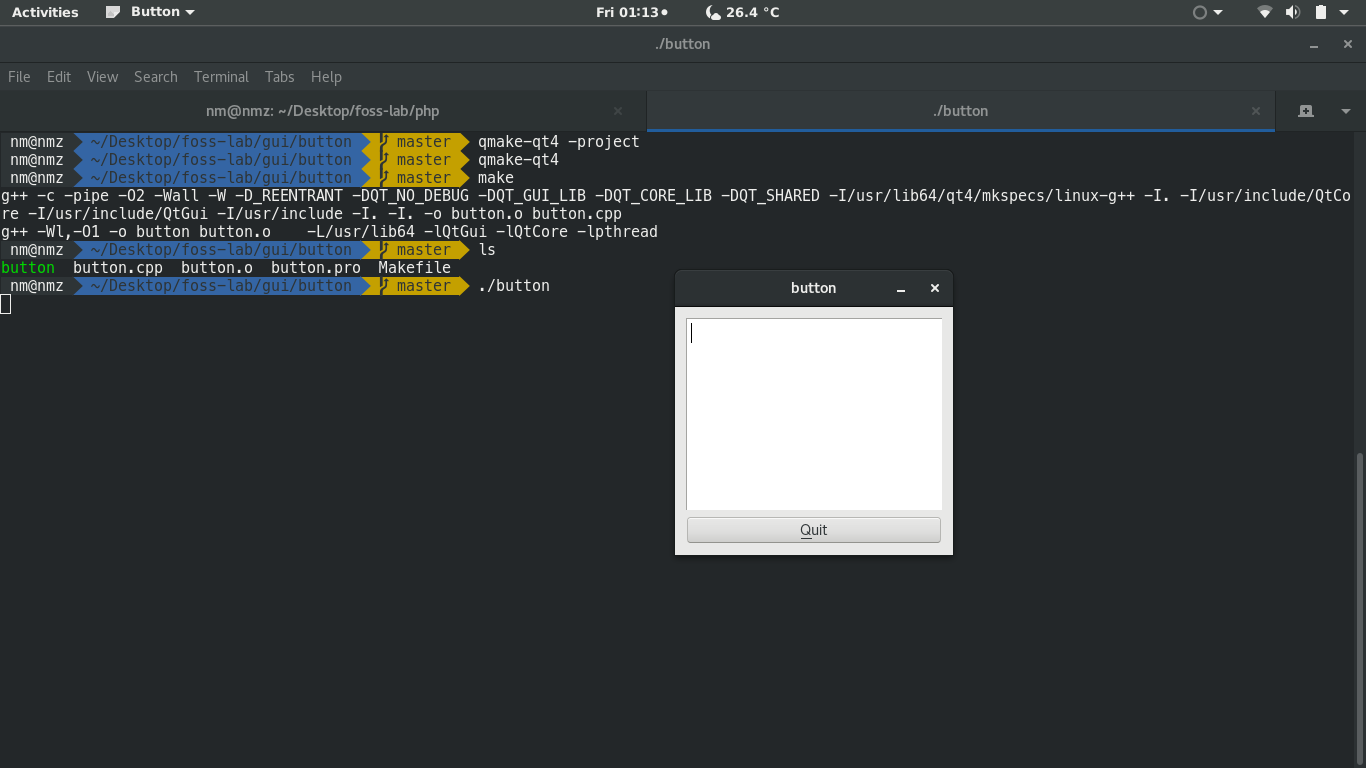 Activities Button Fri 01:13 26.4 °C
./button
File Edit View Search Terminal Tabs Help
nm@nmz: ~/Desktop/foss-lab/php ./button
nm@nmz ~/Desktop/foss-lab/gui/button master qmake-qt4 -project
nm@nmz ~/Desktop/foss-lab/gui/button master qmake-qt4
nm@nmz ~/Desktop/foss-lab/gui/button master make
g++ -c -pipe -O2 -Wall -W -D_REENTRANT -DQT_NO_DEBUG -DQT_GUI_LIB -DQT_CORE_LIB -DQT_SHARED -I/usr/lib64/qt4/mkspecs/linux-g++ -I. -I/usr/include/QtCo
re -I/usr/include/QtGui -I/usr/include -I. -I. -o button.o button.cpp
g++ -Wl,-O1 -o button button.o    -L/usr/lib64 -lQtGui -lQtCore -lpthread
nm@nmz ~/Desktop/foss-lab/gui/button master ls
button  button.cpp  button.o  button.pro  Makefile
nm@nmz ~/Desktop/foss-lab/gui/button master ./button
button
Quit